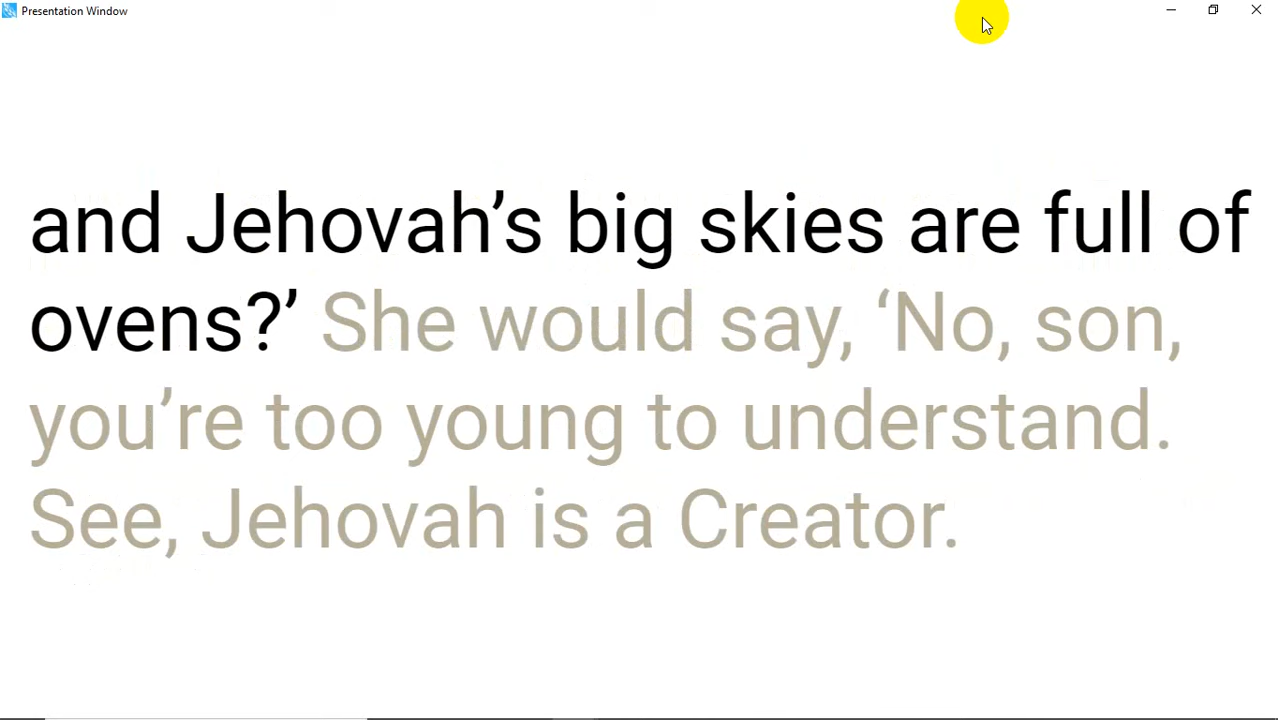 Presentation Window
and Jehovah’s big skies are full of
ovens?’ She would say, ‘No, son,
you’re too young to understand.
See, Jehovah is a Creator.